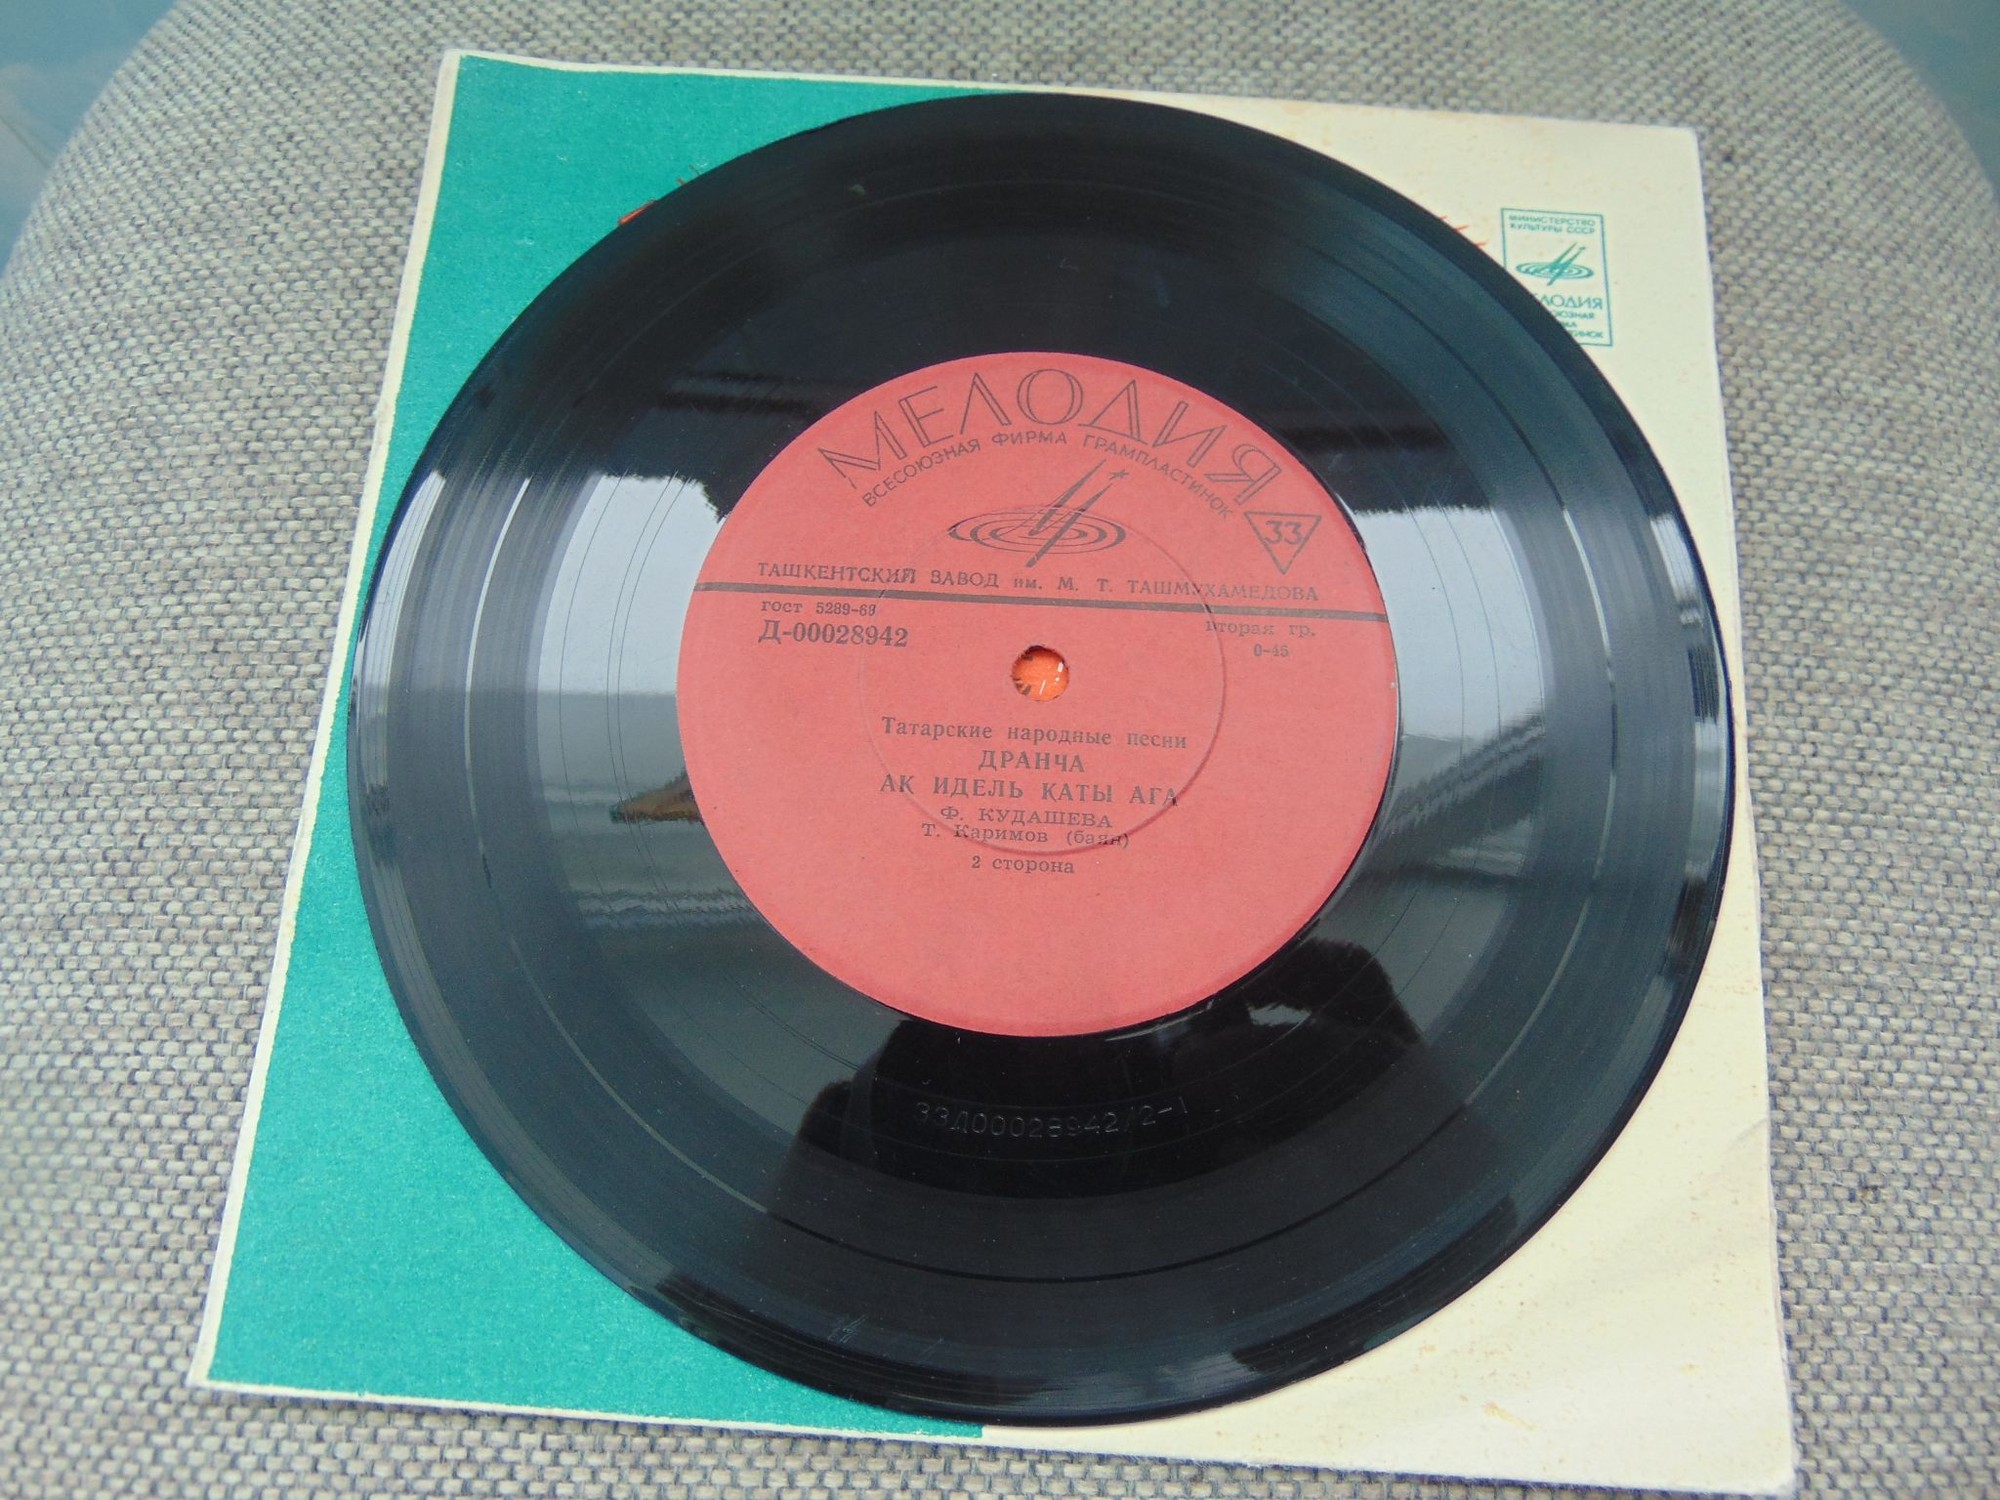 МИНИСТЕРСТВО
КУЛЬТУРЫ СССР
МЕЛОДИЯ
ВСЕСОЮЗНАЯ ФИРМА ГРАМПЛАСТИНОК
33
ТАШКЕНТСКИЙ ЗАВОД им. М. Т. ТАШМУХАМЕДОВА
ГОСТ 5289-68
вторая гр.
Д-00028942
0-45
Татарские народные песни
ДРАНЧА
АК ИДЕЛЬ КАТЫ АГА
Ф. КУДАШЕВА
Т. Каримов (баян)
2 сторона
33Д00028942/2-1